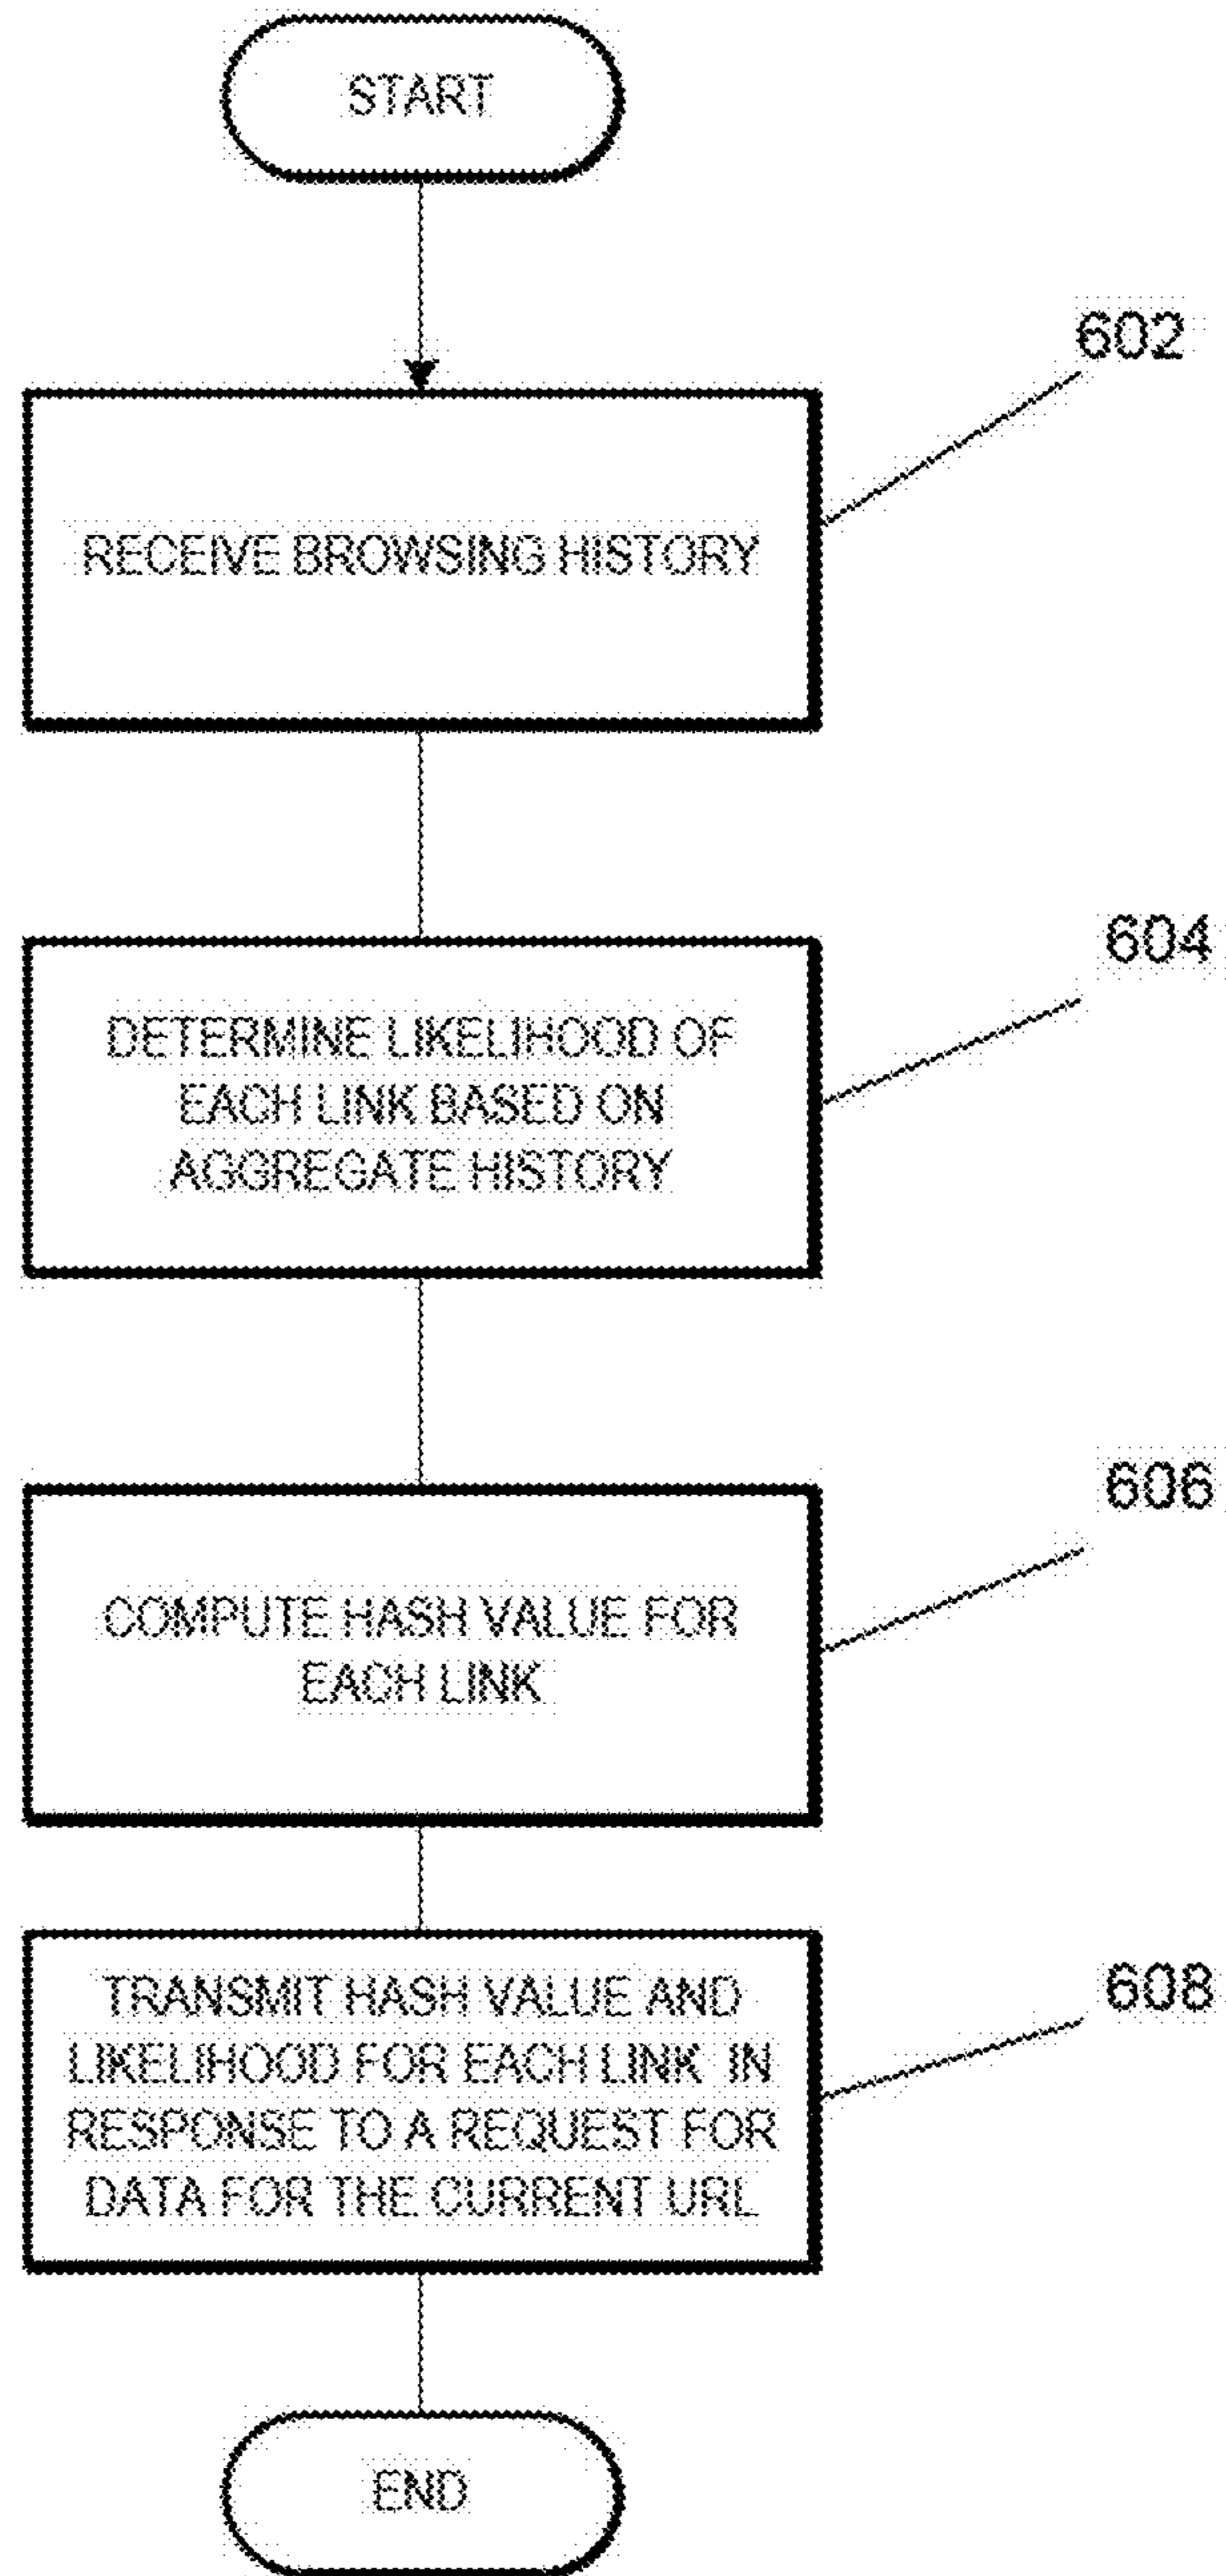 START
602
RECEIVE BROWSING HISTORY
604
DETERMINE LIKELIHOOD OF
EACH LINK BASED ON
AGGREGATE HISTORY
606
COMPUTE HASH VALUE FOR
EACH LINK
608
TRANSMIT HASH VALUE AND
LIKELIHOOD FOR EACH LINK IN
RESPONSE TO A REQUEST FOR
DATA FOR THE CURRENT URL
END